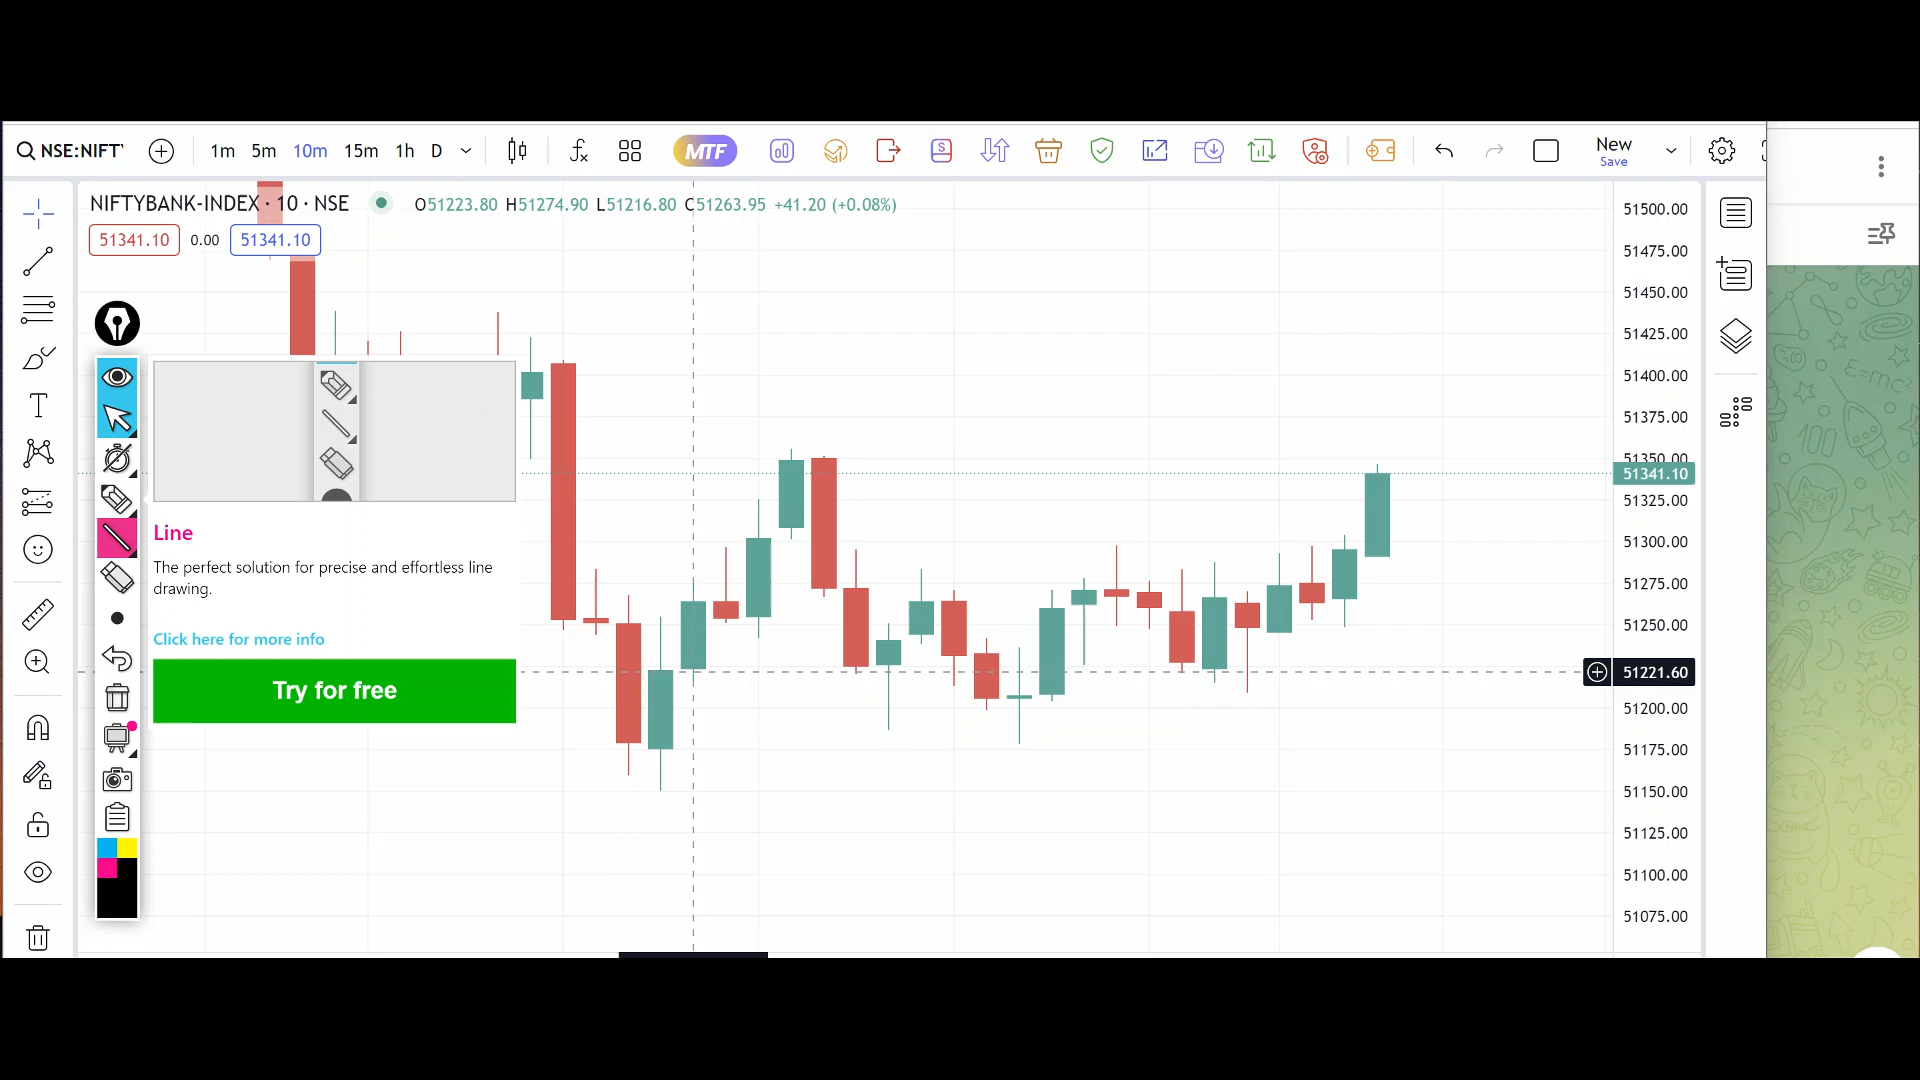 NSE:NIFT
1m 5m 10m 15m 1h D
MTF
S
New
Save
NIFTYBANK-INDEX · 10 · NSE
O51223.80 H51274.90 L51216.80 C51263.95 +41.20 (+0.08%)
51341.10 0.00 51341.10
Line
The perfect solution for precise and effortless line
drawing.
Click here for more info
Try for free
T
51500.00
51475.00
51450.00
51425.00
51400.00
51375.00
51350.00
51341.10
51325.00
51300.00
51275.00
51250.00
51221.60
51200.00
51175.00
51150.00
51125.00
51100.00
51075.00